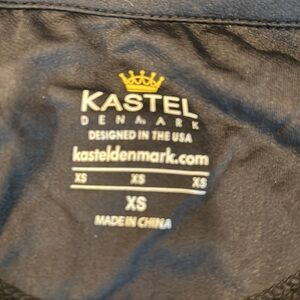 KASTEL
DENMARK
DESIGNED IN THE USA
kasteldenmark.com
XS XS XS
XS
MADE IN CHINA